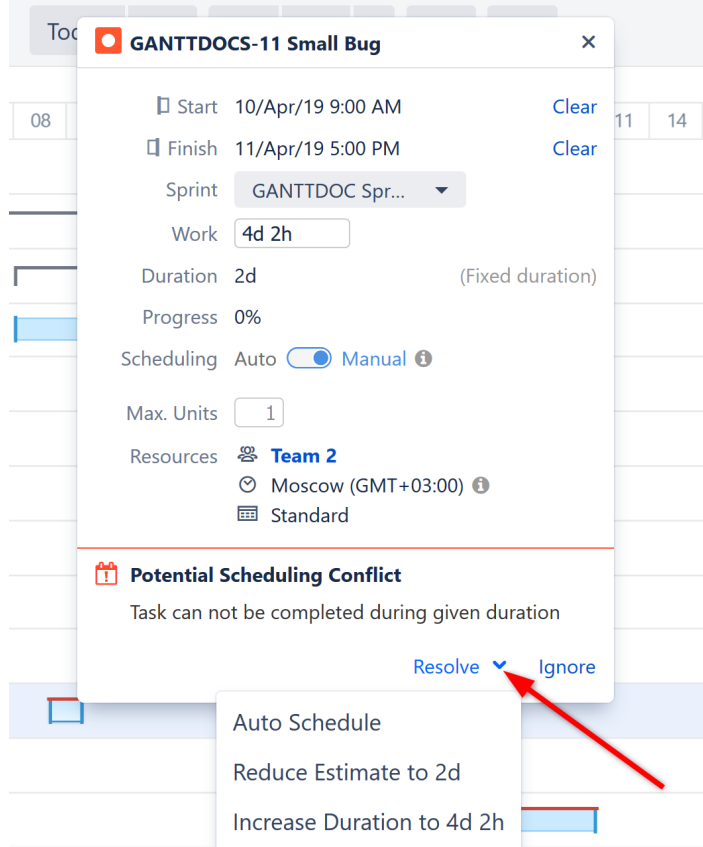 Too
GANTTDOCS-11 Small Bug
08
11
14
Start 10/Apr/19 9:00 AM Clear
Finish 11/Apr/19 5:00 PM Clear
Sprint GANTTDOC Spr...
Work 4d 2h
Duration 2d (Fixed duration)
Progress 0%
Scheduling Auto Manual
Max. Units 1
Resources Team 2
Moscow (GMT+03:00)
Standard
Potential Scheduling Conflict
Task can not be completed during given duration
Resolve Ignore
Auto Schedule
Reduce Estimate to 2d
Increase Duration to 4d 2h